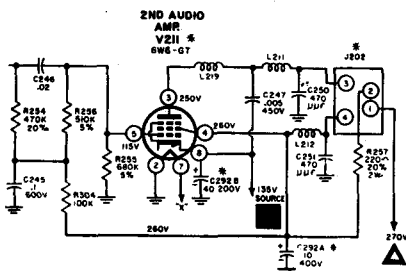 2ND AUDIO
AMP.
V211 *
6W6-GT
C246
.02
L219
L211
J202
*
3
2
1
4
3
250V
R254
470K
20%
R256
510K
5%
C247
.005
450V
C250
470
μμF
5
115V
4
260V
8
2
7
R255
680K
5%
L212
C251
470
μμF
R257
220~
20%
2W
C245
.1
600V
R304
100K
"X"
C292B
40 200V
135V
SOURCE
260V
C292A *
10
400V
270V